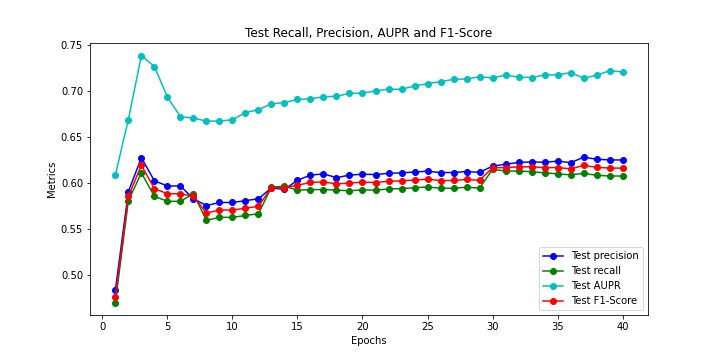 Test Recall, Precision, AUPR and F1-Score
0.75
0.70
0.65
0.60
0.55
0.50
Metrics
0 5 10 15 20 25 30 35 40
Epochs
Test precision
Test recall
Test AUPR
Test F1-Score